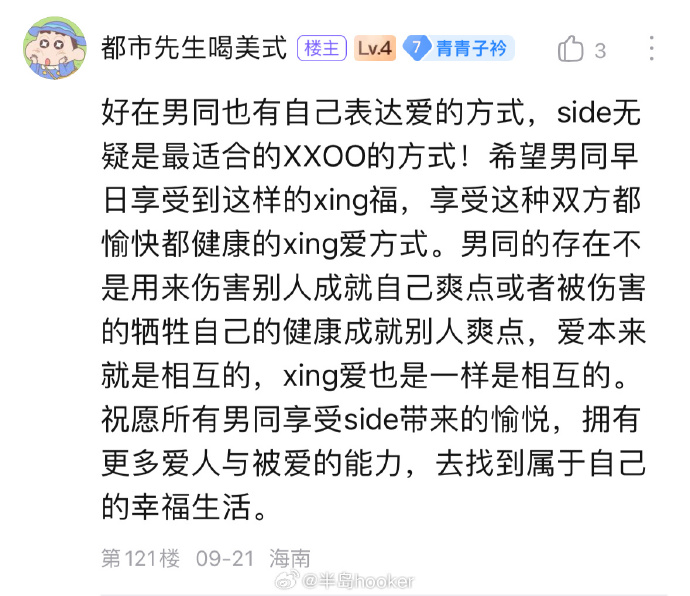 都市先生喝美式 楼主 Lv.4 7 青青子衿 3
好在男同也有自己表达爱的方式，side无
疑是最适合的XXOO的方式！希望男同早
日享受到这样的xing福，享受这种双方都
愉快都健康的xing爱方式。男同的存在不
是用来伤害别人成就自己爽点或者被伤害
的牺牲自己的健康成就别人爽点，爱本来
就是相互的，xing爱也是一样是相互的。
祝愿所有男同享受side带来的愉悦，拥有
更多爱人与被爱的能力，去找到属于自己
的幸福生活。
第121楼 09-21 海南
@半岛hooker